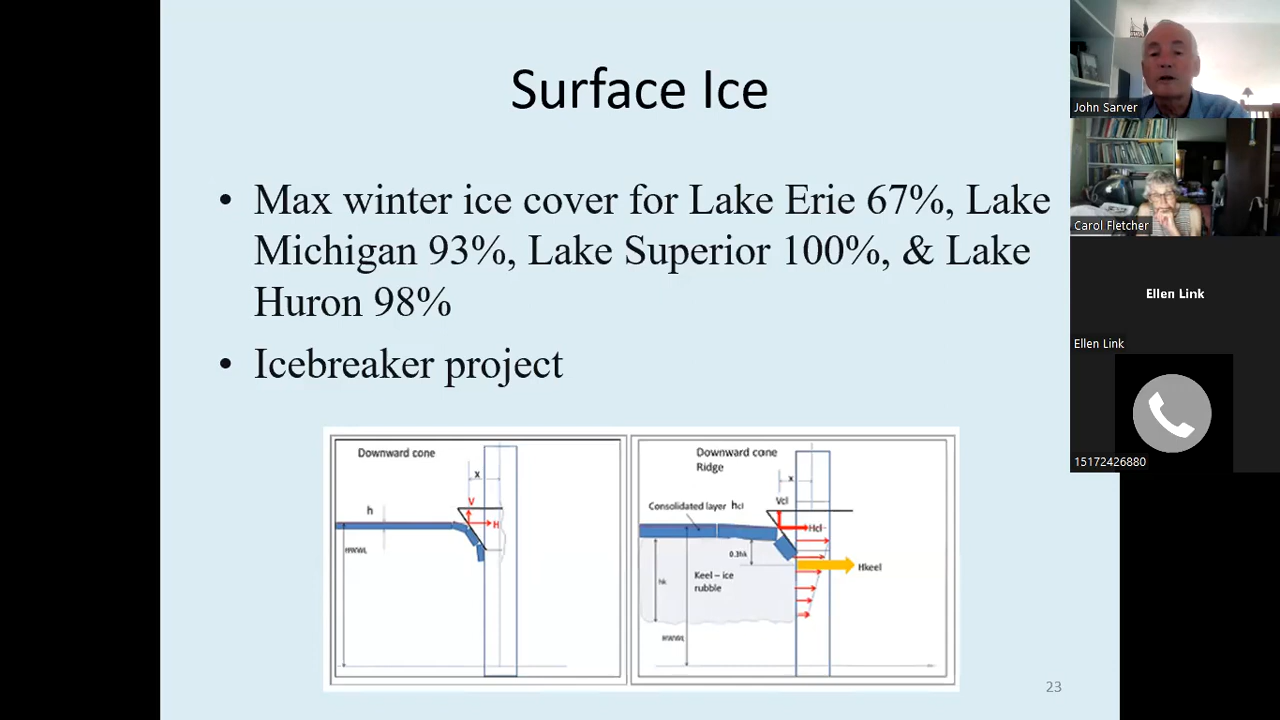 Surface Ice
• Max winter ice cover for Lake Erie 67%, Lake
Michigan 93%, Lake Superior 100%, & Lake
Huron 98%
• Icebreaker project
Downward cone
x
V
h
H
HWWL
Downward cone
Ridge
x
Vcl
Consolidated layer hcl
Hcl
0.3hk
Hkeel
Keel – ice
rubble
hk
HWWL
23
John Sarver
Carol Fletcher
Ellen Link
Ellen Link
15172426880